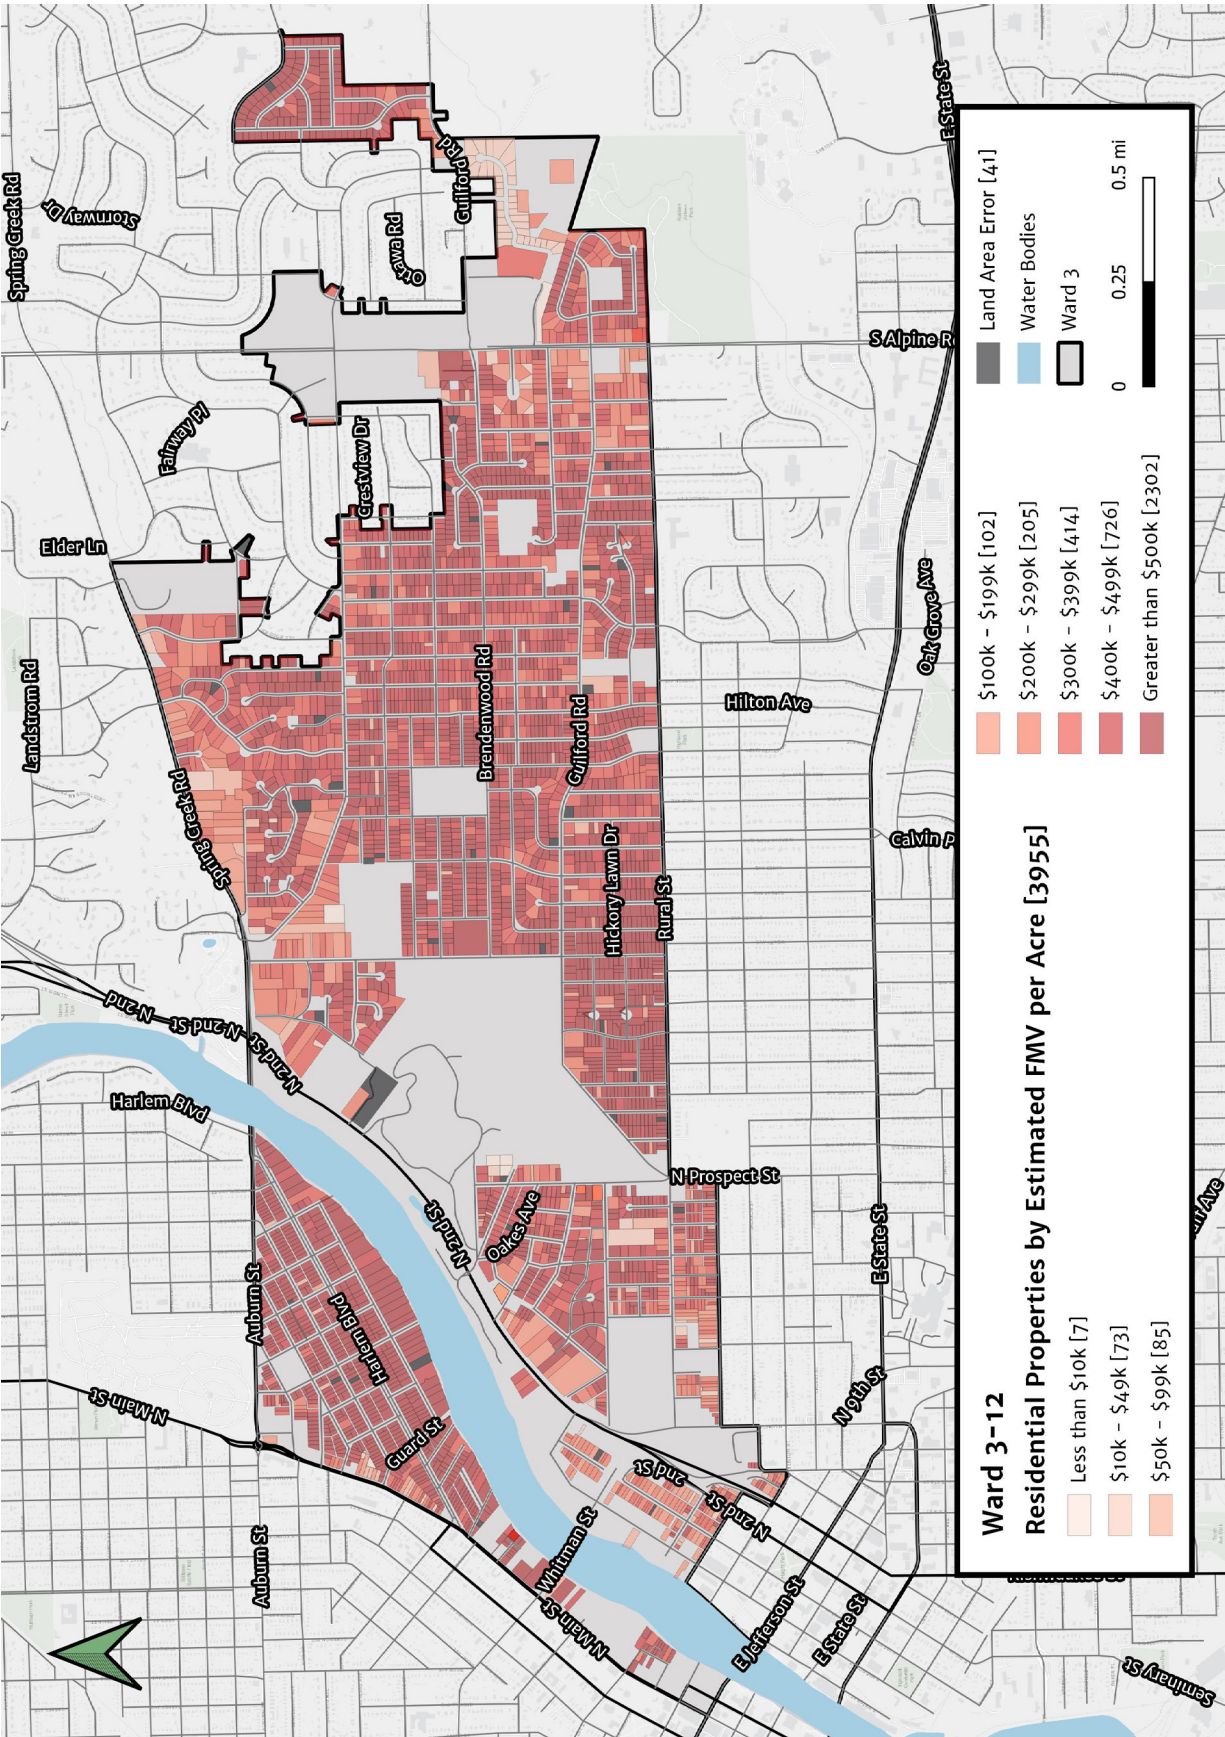 Spring Creek Rd
Stornway Dr
Ottawa Rd
Guilford Rd
E State St
Fairway Pl
Crestview Dr
S Alpine R
Elder Ln
Landstrom Rd
Spring Creek Rd
Brendenwood Rd
Guilford Rd
Hilton Ave
Oak Grove Ave
Calvin P
Hickory Lawn Dr
Rural St
N 2nd
N 2nd St
N 2nd St
N 2nd St
Harlem Blvd
N 2nd St
Oakes Ave
N Prospect St
E State St
Auburn St
Harlem Blvd
N Main St
Guard St
N 9th St
2nd St
N 2nd St
Auburn St
Whitman St
N Main St
E Jefferson St
E State St
Seminary St
Ward 3-12
Residential Properties by Estimated FMV per Acre [3955]
Less than $10k [7]
$10k - $49k [73]
$50k - $99k [85]
$100k - $199k [102]
$200k - $299k [205]
$300k - $399k [414]
$400k - $499k [726]
Greater than $500k [2302]
Land Area Error [41]
Water Bodies
Ward 3
0
0.25
0.5 mi